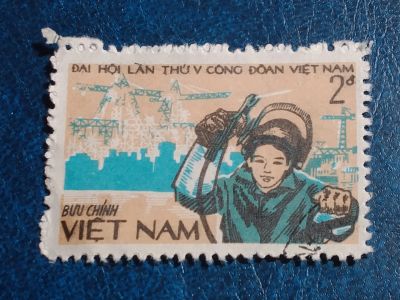 ĐẠI HỘI LẦN THỨ V CÔNG ĐOÀN VIỆT NAM
2đ
BƯU CHÍNH
VIỆT NAM